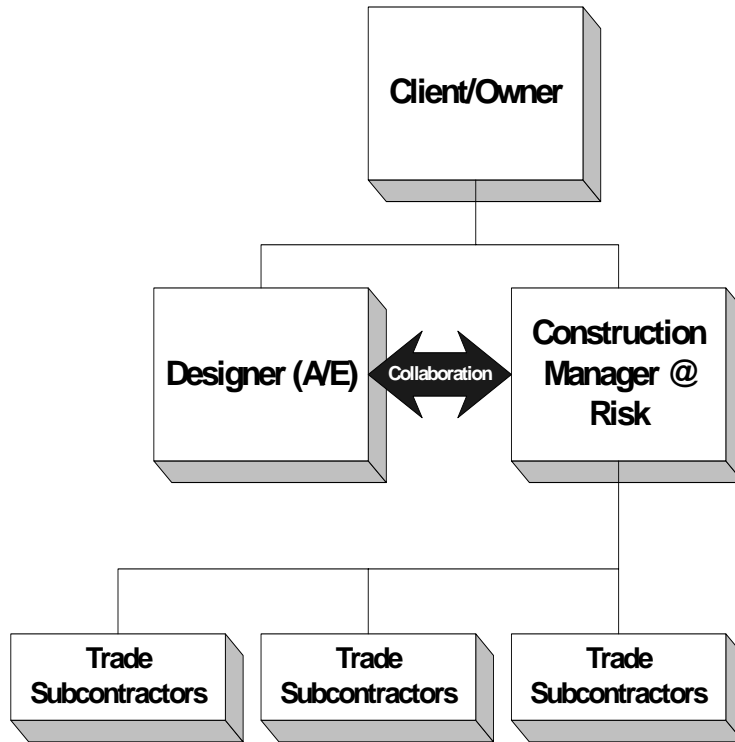 Client/Owner
Designer (A/E)
Collaboration
Construction
Manager @
Risk
Trade
Subcontractors
Trade
Subcontractors
Trade
Subcontractors